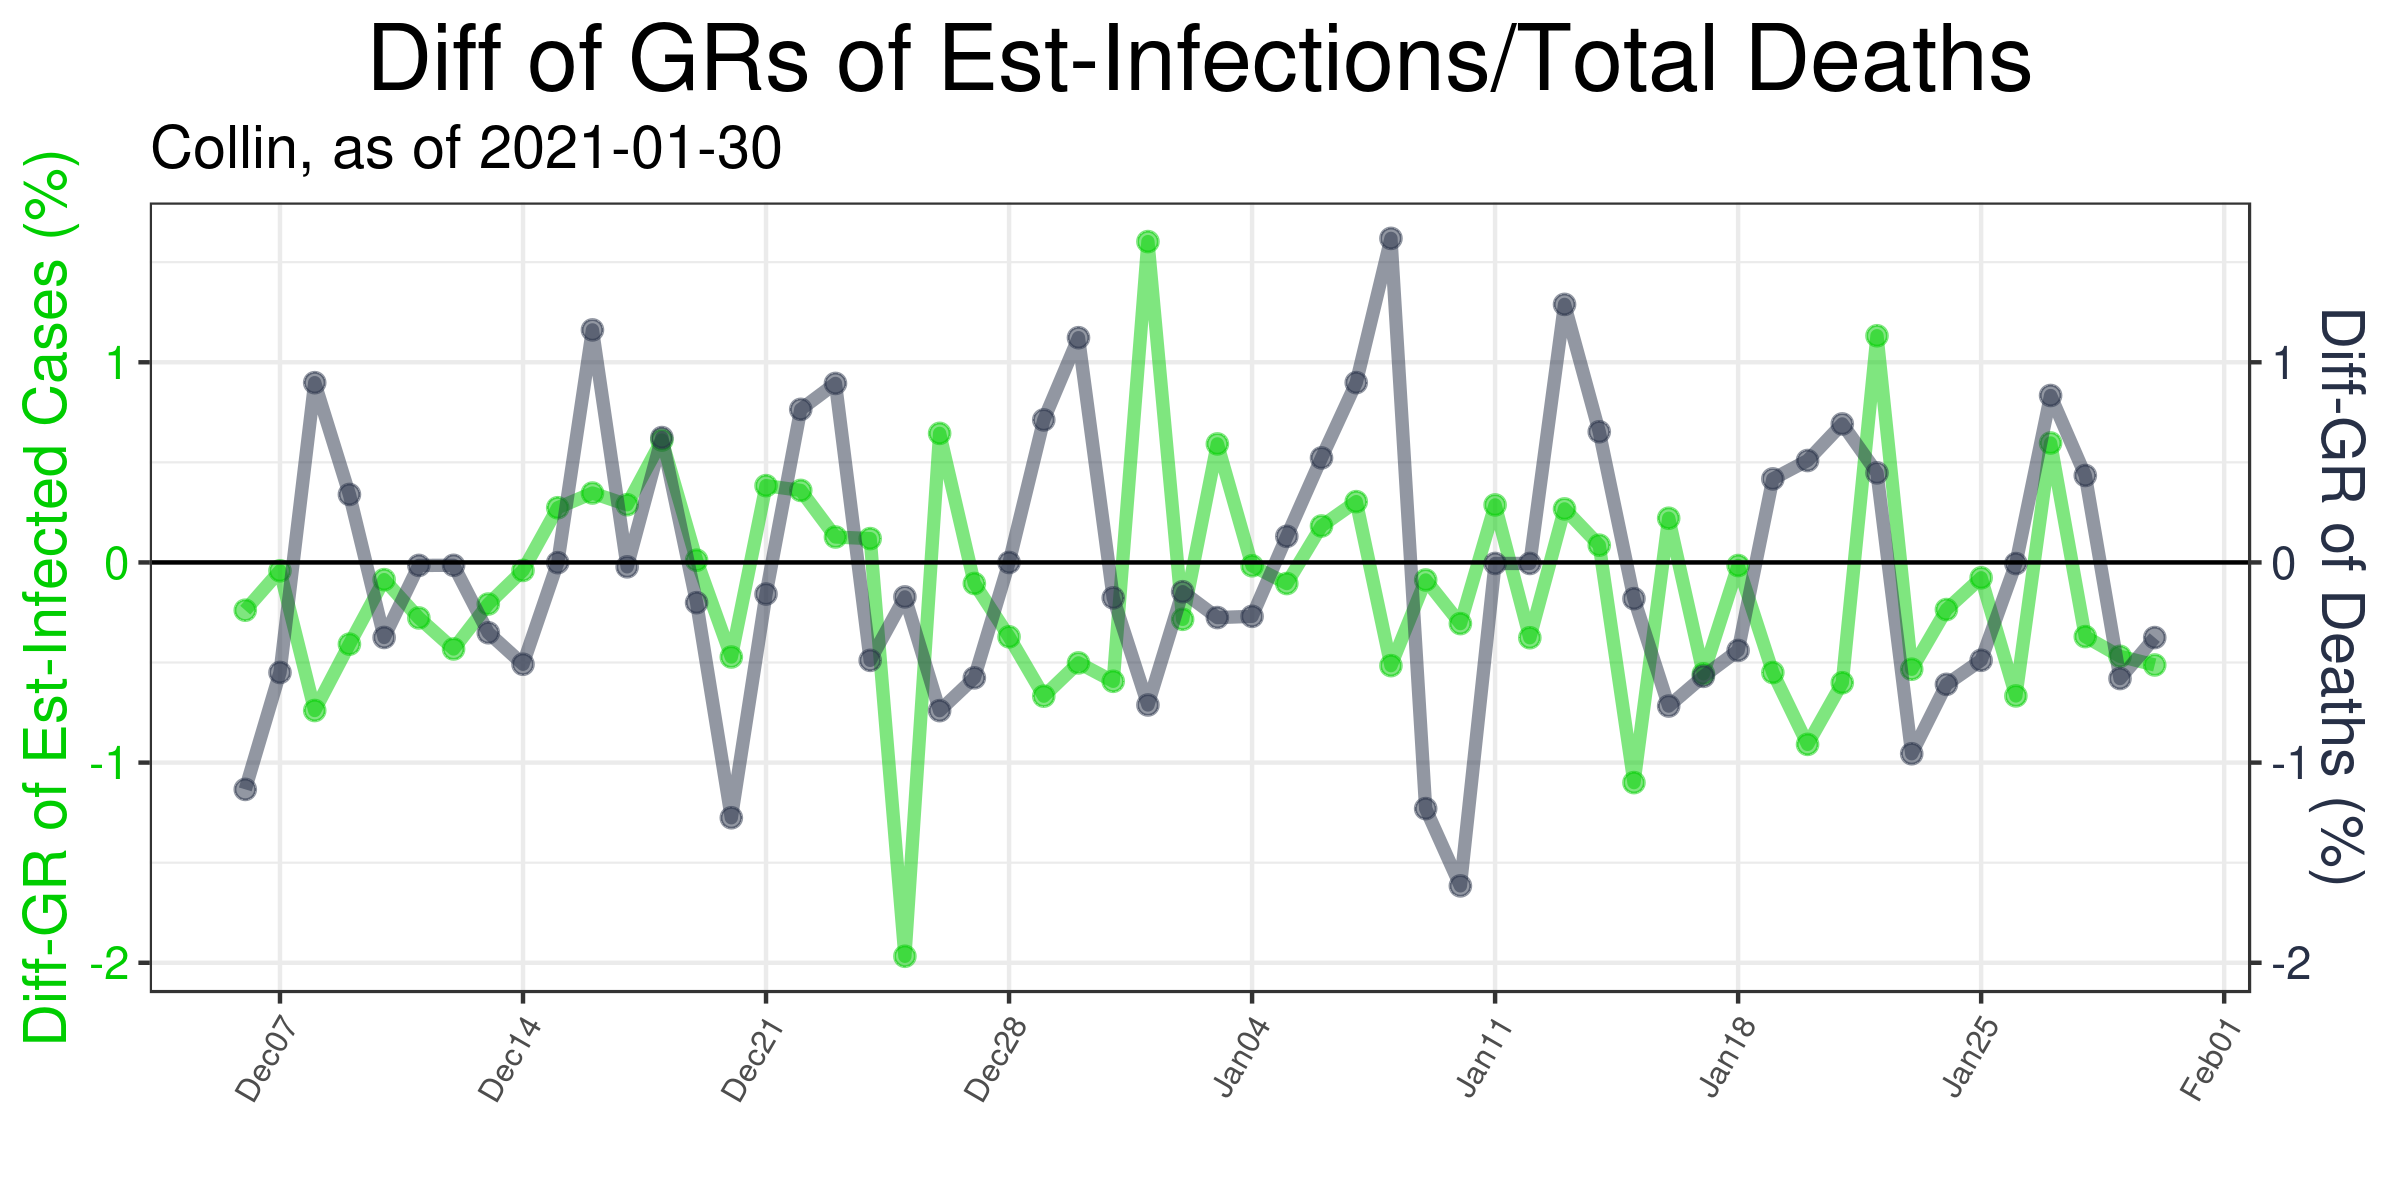 Diff of GRs of Est-Infections/Total Deaths
Collin, as of 2021-01-30
Diff-GR of Est-Infected Cases (%)
1
0
-1
-2
1
0
-1
-2
Diff-GR of Deaths (%)
Dec07
Dec14
Dec21
Dec28
Jan04
Jan11
Jan18
Jan25
Feb01